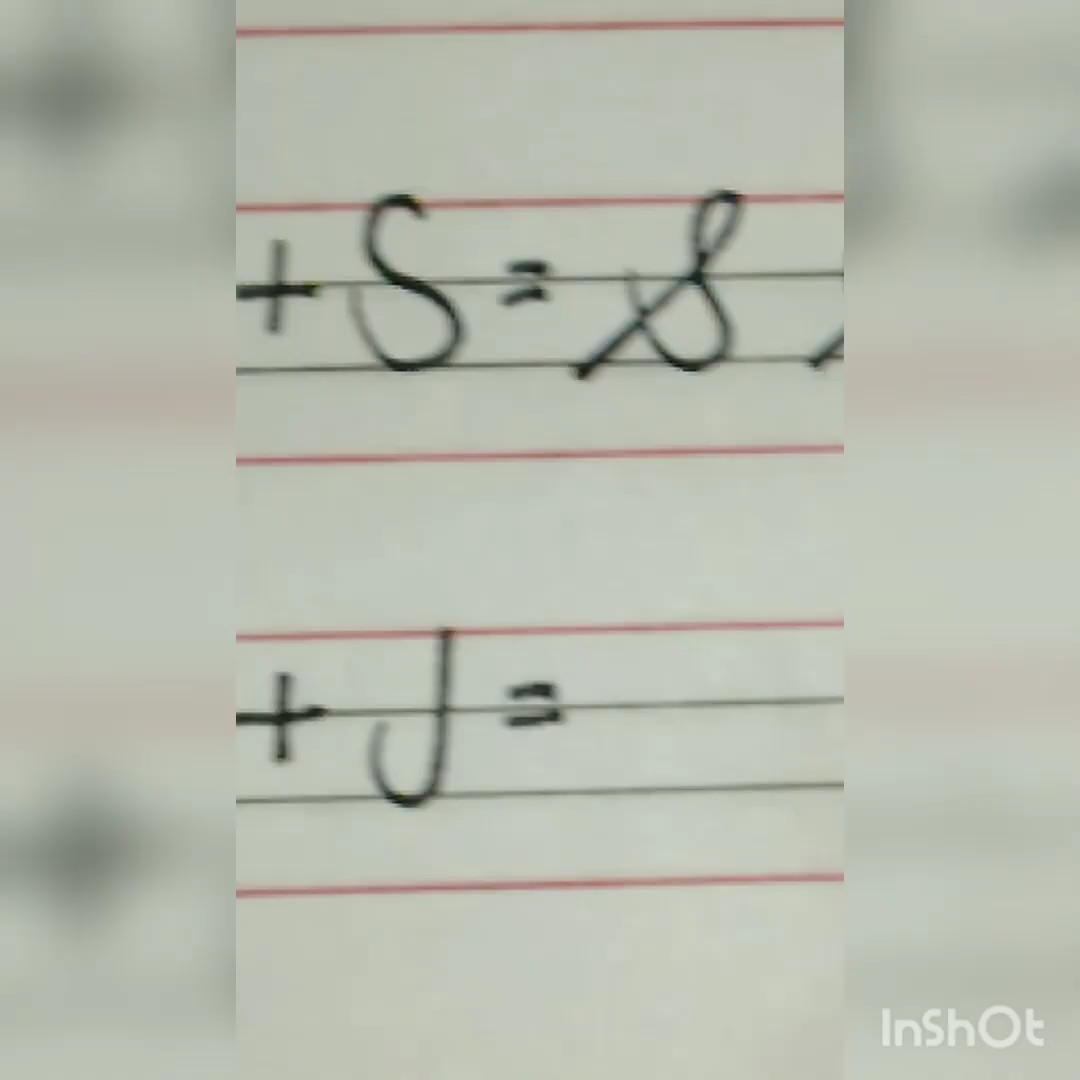 + S = S
+ J =
InShOt